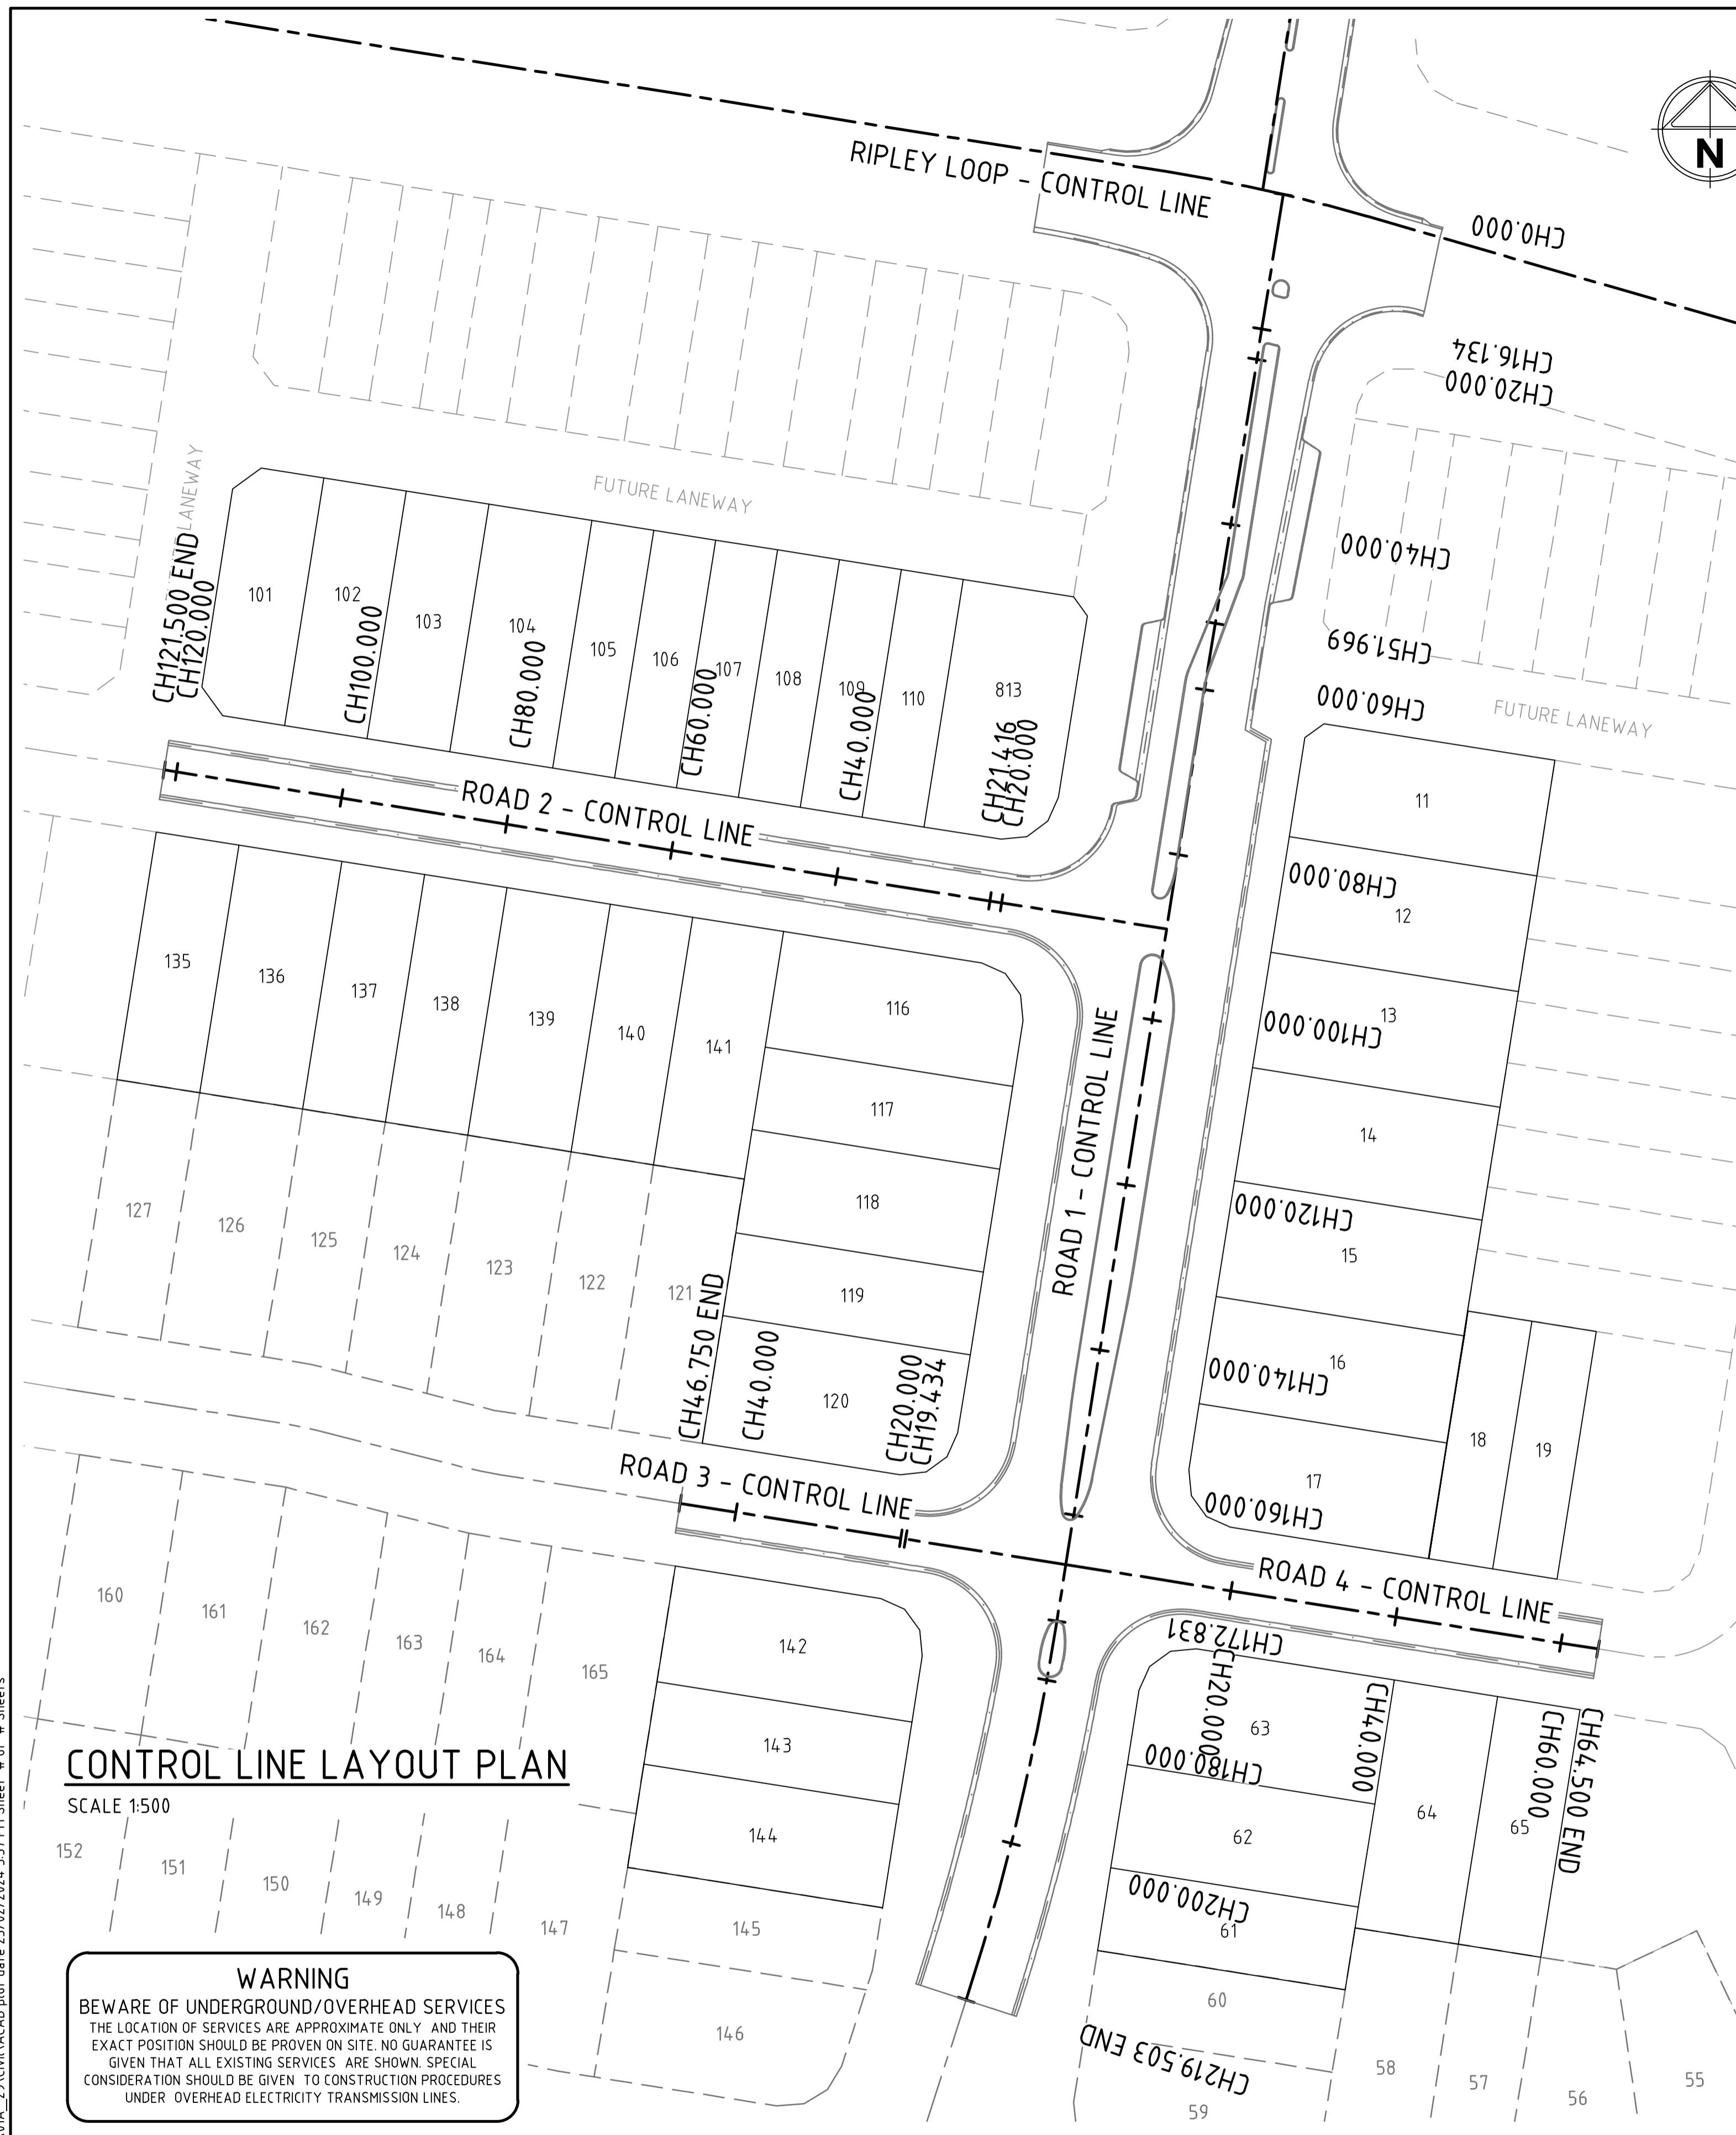 RIPLEY LOOP - CONTROL LINE
N
CH0.000
CH16.134
CH20.000
FUTURE LANEWAY
LANEWAY
CH40.000
CH121.500 END
CH120.000
101
102
CH100.000
103
104
CH80.000
105
106
CH60.000
107
108
109
CH40.000
110
813
CH21.416
CH20.000
CH51.969
CH60.000
FUTURE LANEWAY
ROAD 2 - CONTROL LINE
11
CH80.000
12
135
136
137
138
139
140
141
116
13
CH100.000
117
14
ROAD 1 - CONTROL LINE
118
CH120.000
15
127
126
125
124
123
122
121
119
CH46.750 END
CH40.000
120
CH20.000
CH19.434
16
CH140.000
18
19
17
CH160.000
ROAD 3 - CONTROL LINE
ROAD 4 - CONTROL LINE
160
161
162
163
164
165
142
CH172.831
CH20.000
63
CH180.000
CH40.000
CH60.000
CH64.500 END
143
CONTROL LINE LAYOUT PLAN
SCALE 1:500
144
62
64
65
152
151
150
149
148
147
145
CH200.000
61
WARNING
BEWARE OF UNDERGROUND/OVERHEAD SERVICES
THE LOCATION OF SERVICES ARE APPROXIMATE ONLY AND THEIR
EXACT POSITION SHOULD BE PROVEN ON SITE. NO GUARANTEE IS
GIVEN THAT ALL EXISTING SERVICES ARE SHOWN. SPECIAL
CONSIDERATION SHOULD BE GIVEN TO CONSTRUCTION PROCEDURES
UNDER OVERHEAD ELECTRICITY TRANSMISSION LINES.
146
60
CH219.503 END
59
58
57
56
55